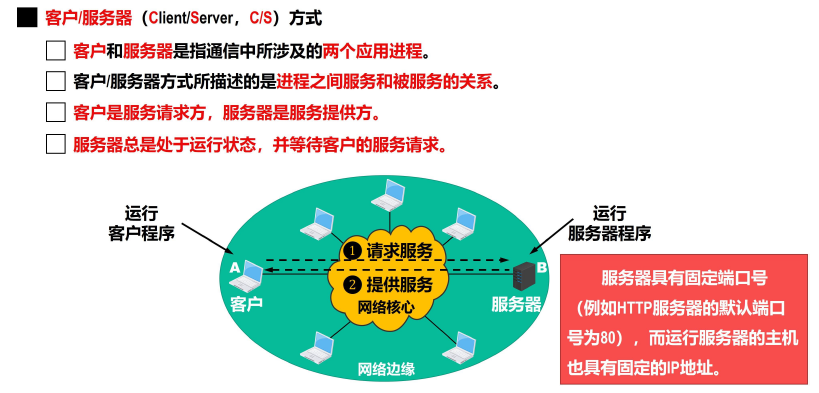 客户/服务器（Client/Server，C/S）方式
客户和服务器是指通信中所涉及的两个应用进程。
客户/服务器方式所描述的是进程之间服务和被服务的关系。
客户是服务请求方，服务器是服务提供方。
服务器总是处于运行状态，并等待客户的服务请求。
运行
客户程序
运行
服务器程序
❶ 请求服务
A
B
❷ 提供服务
客户
服务器
网络核心
网络边缘
服务器具有固定端口号
（例如HTTP服务器的默认端口
号为80），而运行服务器的主机
也具有固定的IP地址。